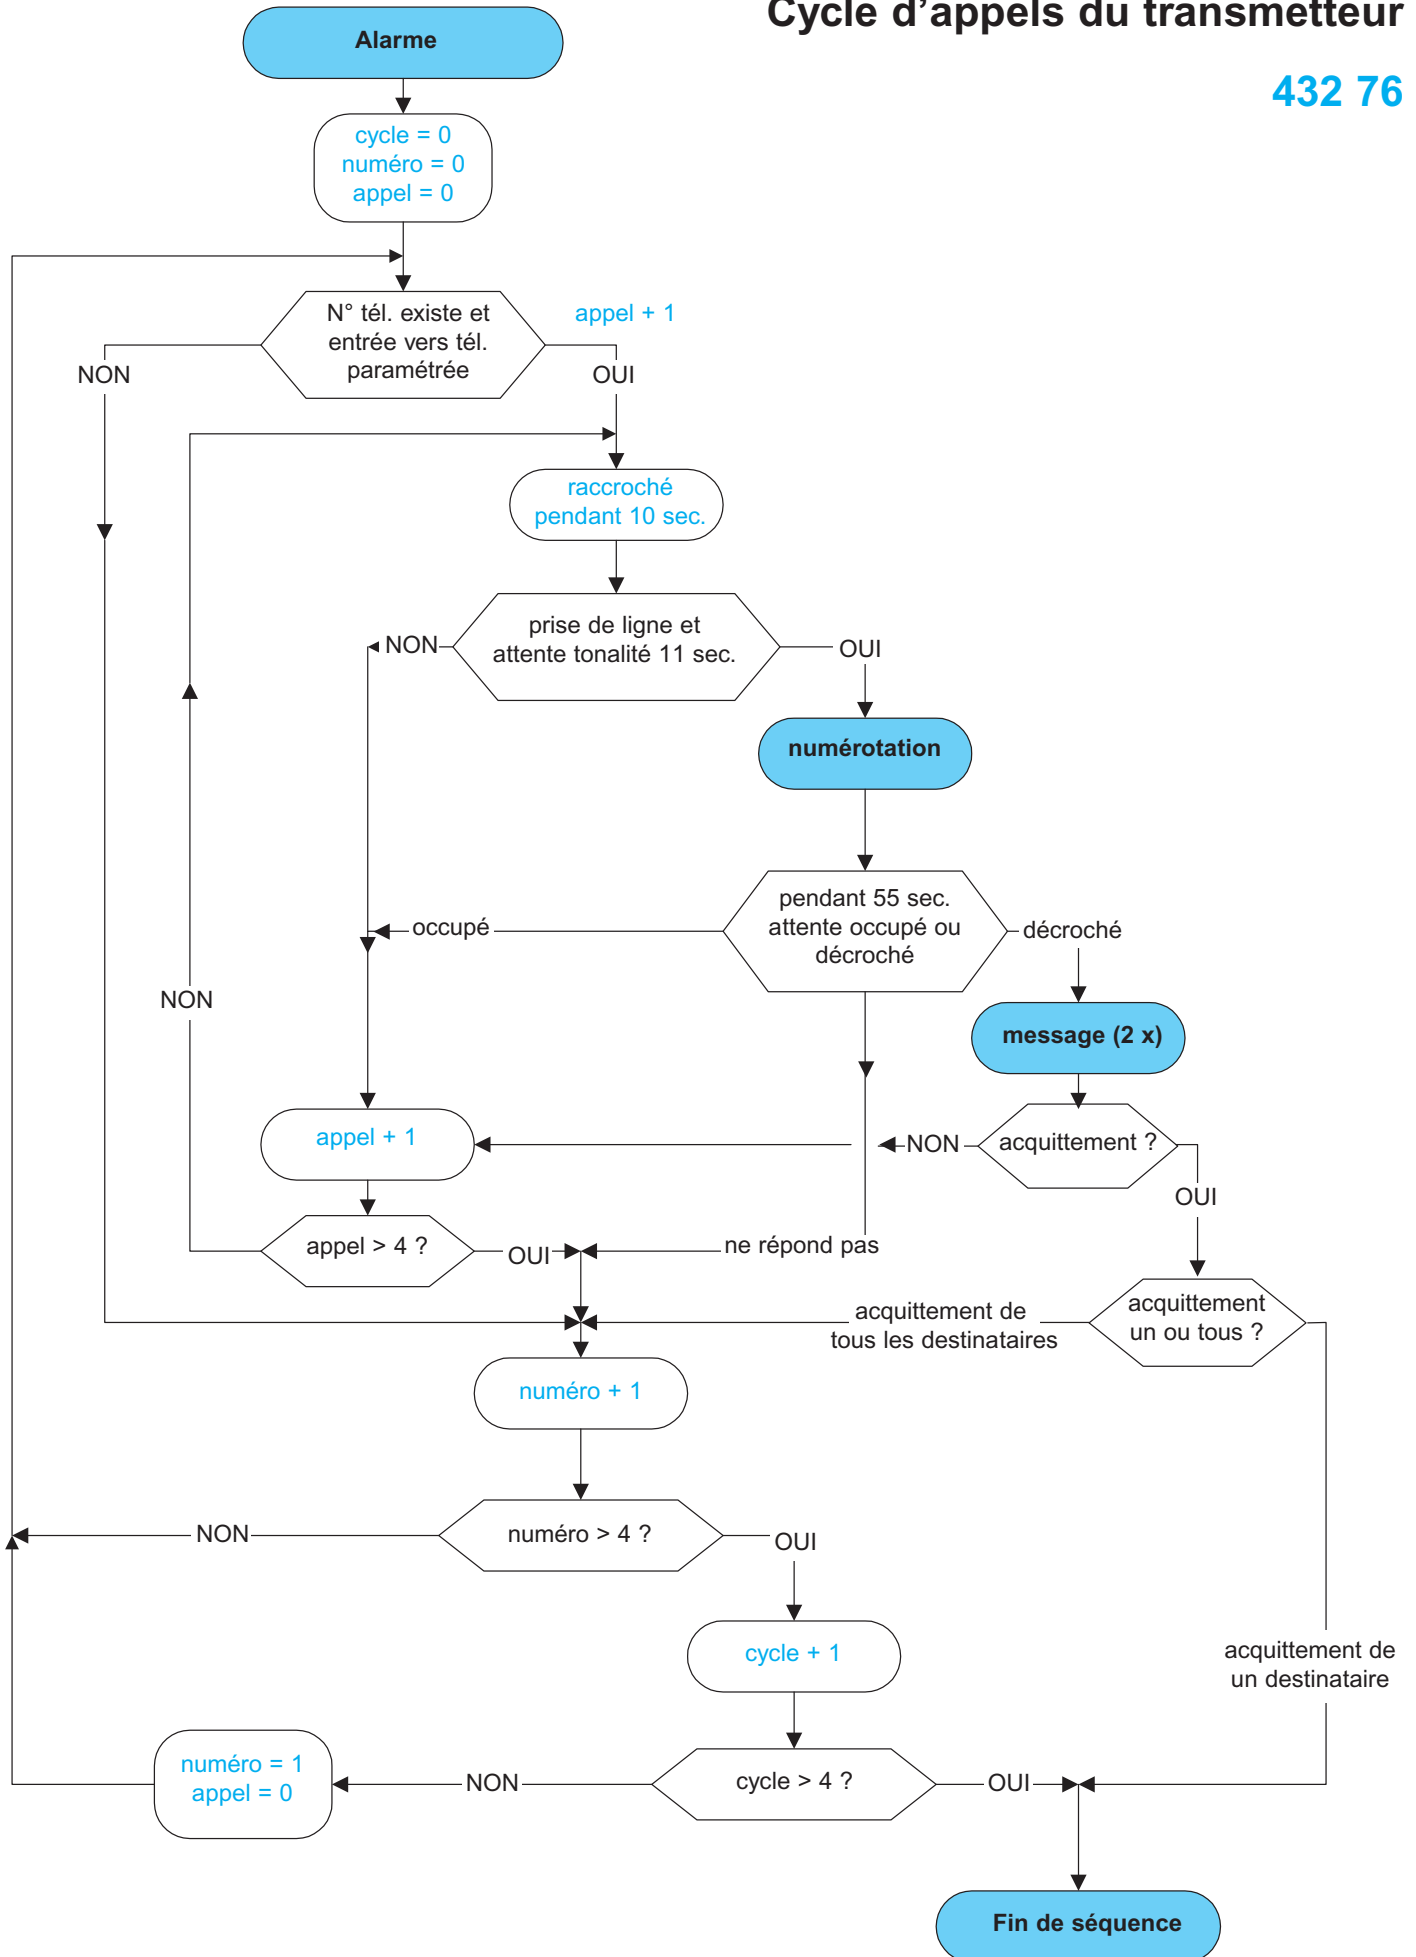 Cycle d'appels du transmetteur
432 76
Alarme
cycle = 0
numéro = 0
appel = 0
N° tél. existe et
entrée vers tél.
paramétrée
appel + 1
NON
OUI
raccroché
pendant 10 sec.
prise de ligne et
attente tonalité 11 sec.
NON
OUI
numérotation
pendant 55 sec.
attente occupé ou
décroché
occupé
décroché
NON
message (2 x)
appel + 1
NON
acquittement ?
OUI
appel > 4 ?
OUI
ne répond pas
acquittement de
tous les destinataires
acquittement
un ou tous ?
numéro + 1
NON
numéro > 4 ?
OUI
cycle + 1
acquittement de
un destinataire
numéro = 1
appel = 0
NON
cycle > 4 ?
OUI
Fin de séquence